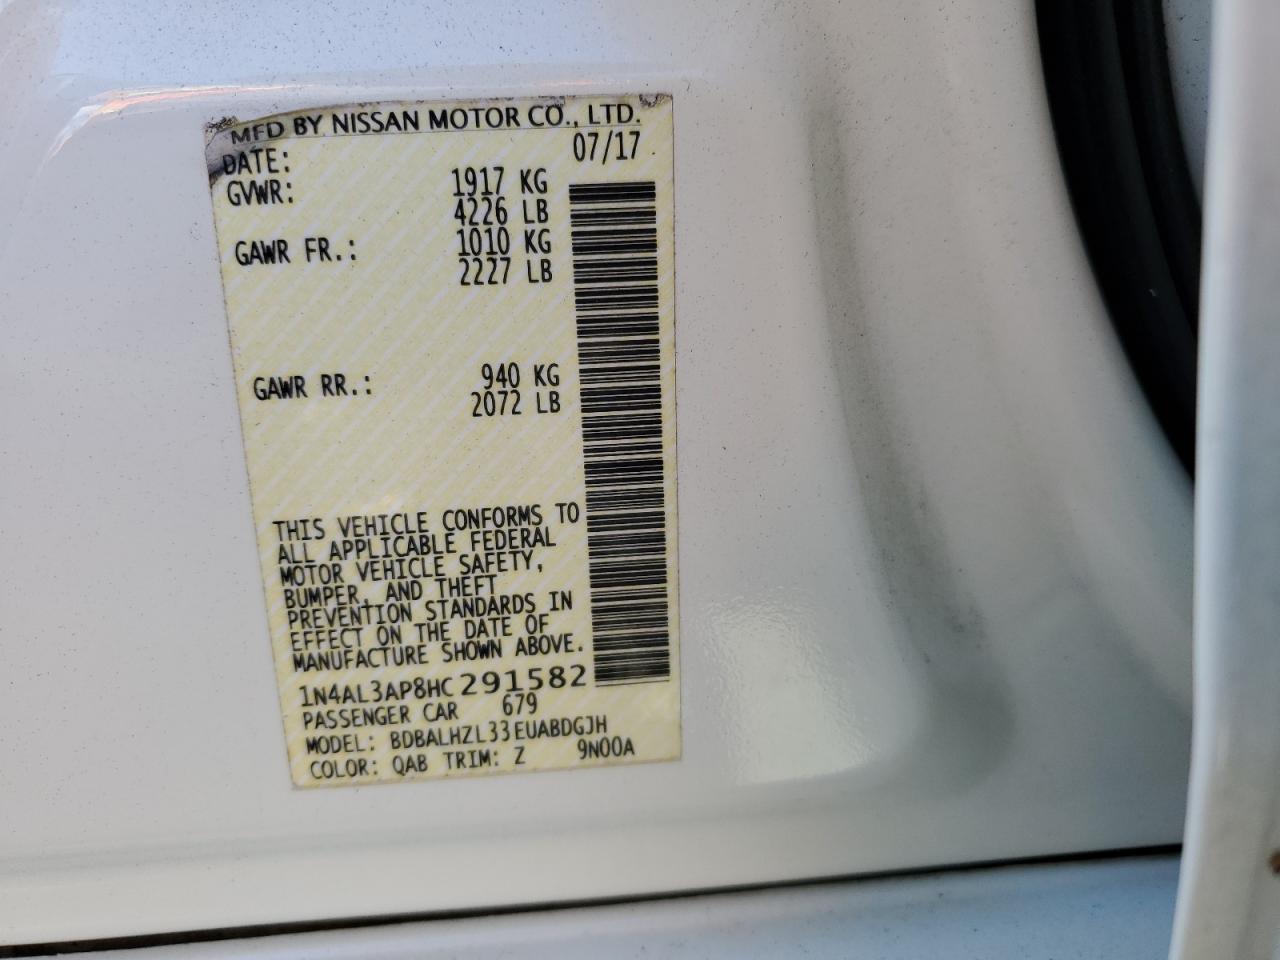 MFD BY NISSAN MOTOR CO., LTD.
DATE: 07/17
GVWR: 1917 KG
4226 LB
GAWR FR.: 1010 KG
2227 LB
GAWR RR.: 940 KG
2072 LB
THIS VEHICLE CONFORMS TO
ALL APPLICABLE FEDERAL
MOTOR VEHICLE SAFETY,
BUMPER, AND THEFT
PREVENTION STANDARDS IN
EFFECT ON THE DATE OF
MANUFACTURE SHOWN ABOVE.
1N4AL3AP8HC291582
PASSENGER CAR 679
MODEL: BDBALHZL33EUABDGJH
COLOR: QAB TRIM: Z 9N00A